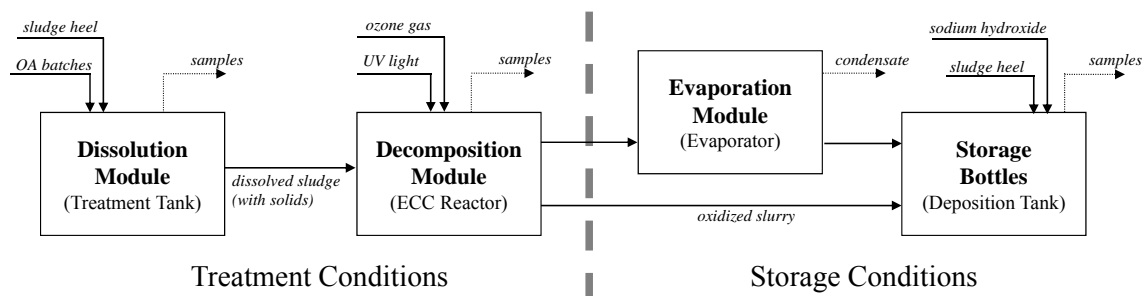 sludge heel
OA batches
samples
Dissolution
Module
(Treatment Tank)
dissolved sludge
(with solids)
ozone gas
UV light
samples
Decomposition
Module
(ECC Reactor)
Evaporation
Module
(Evaporator)
condensate
oxidized slurry
sodium hydroxide
sludge heel
samples
Storage
Bottles
(Deposition Tank)
Treatment Conditions
Storage Conditions